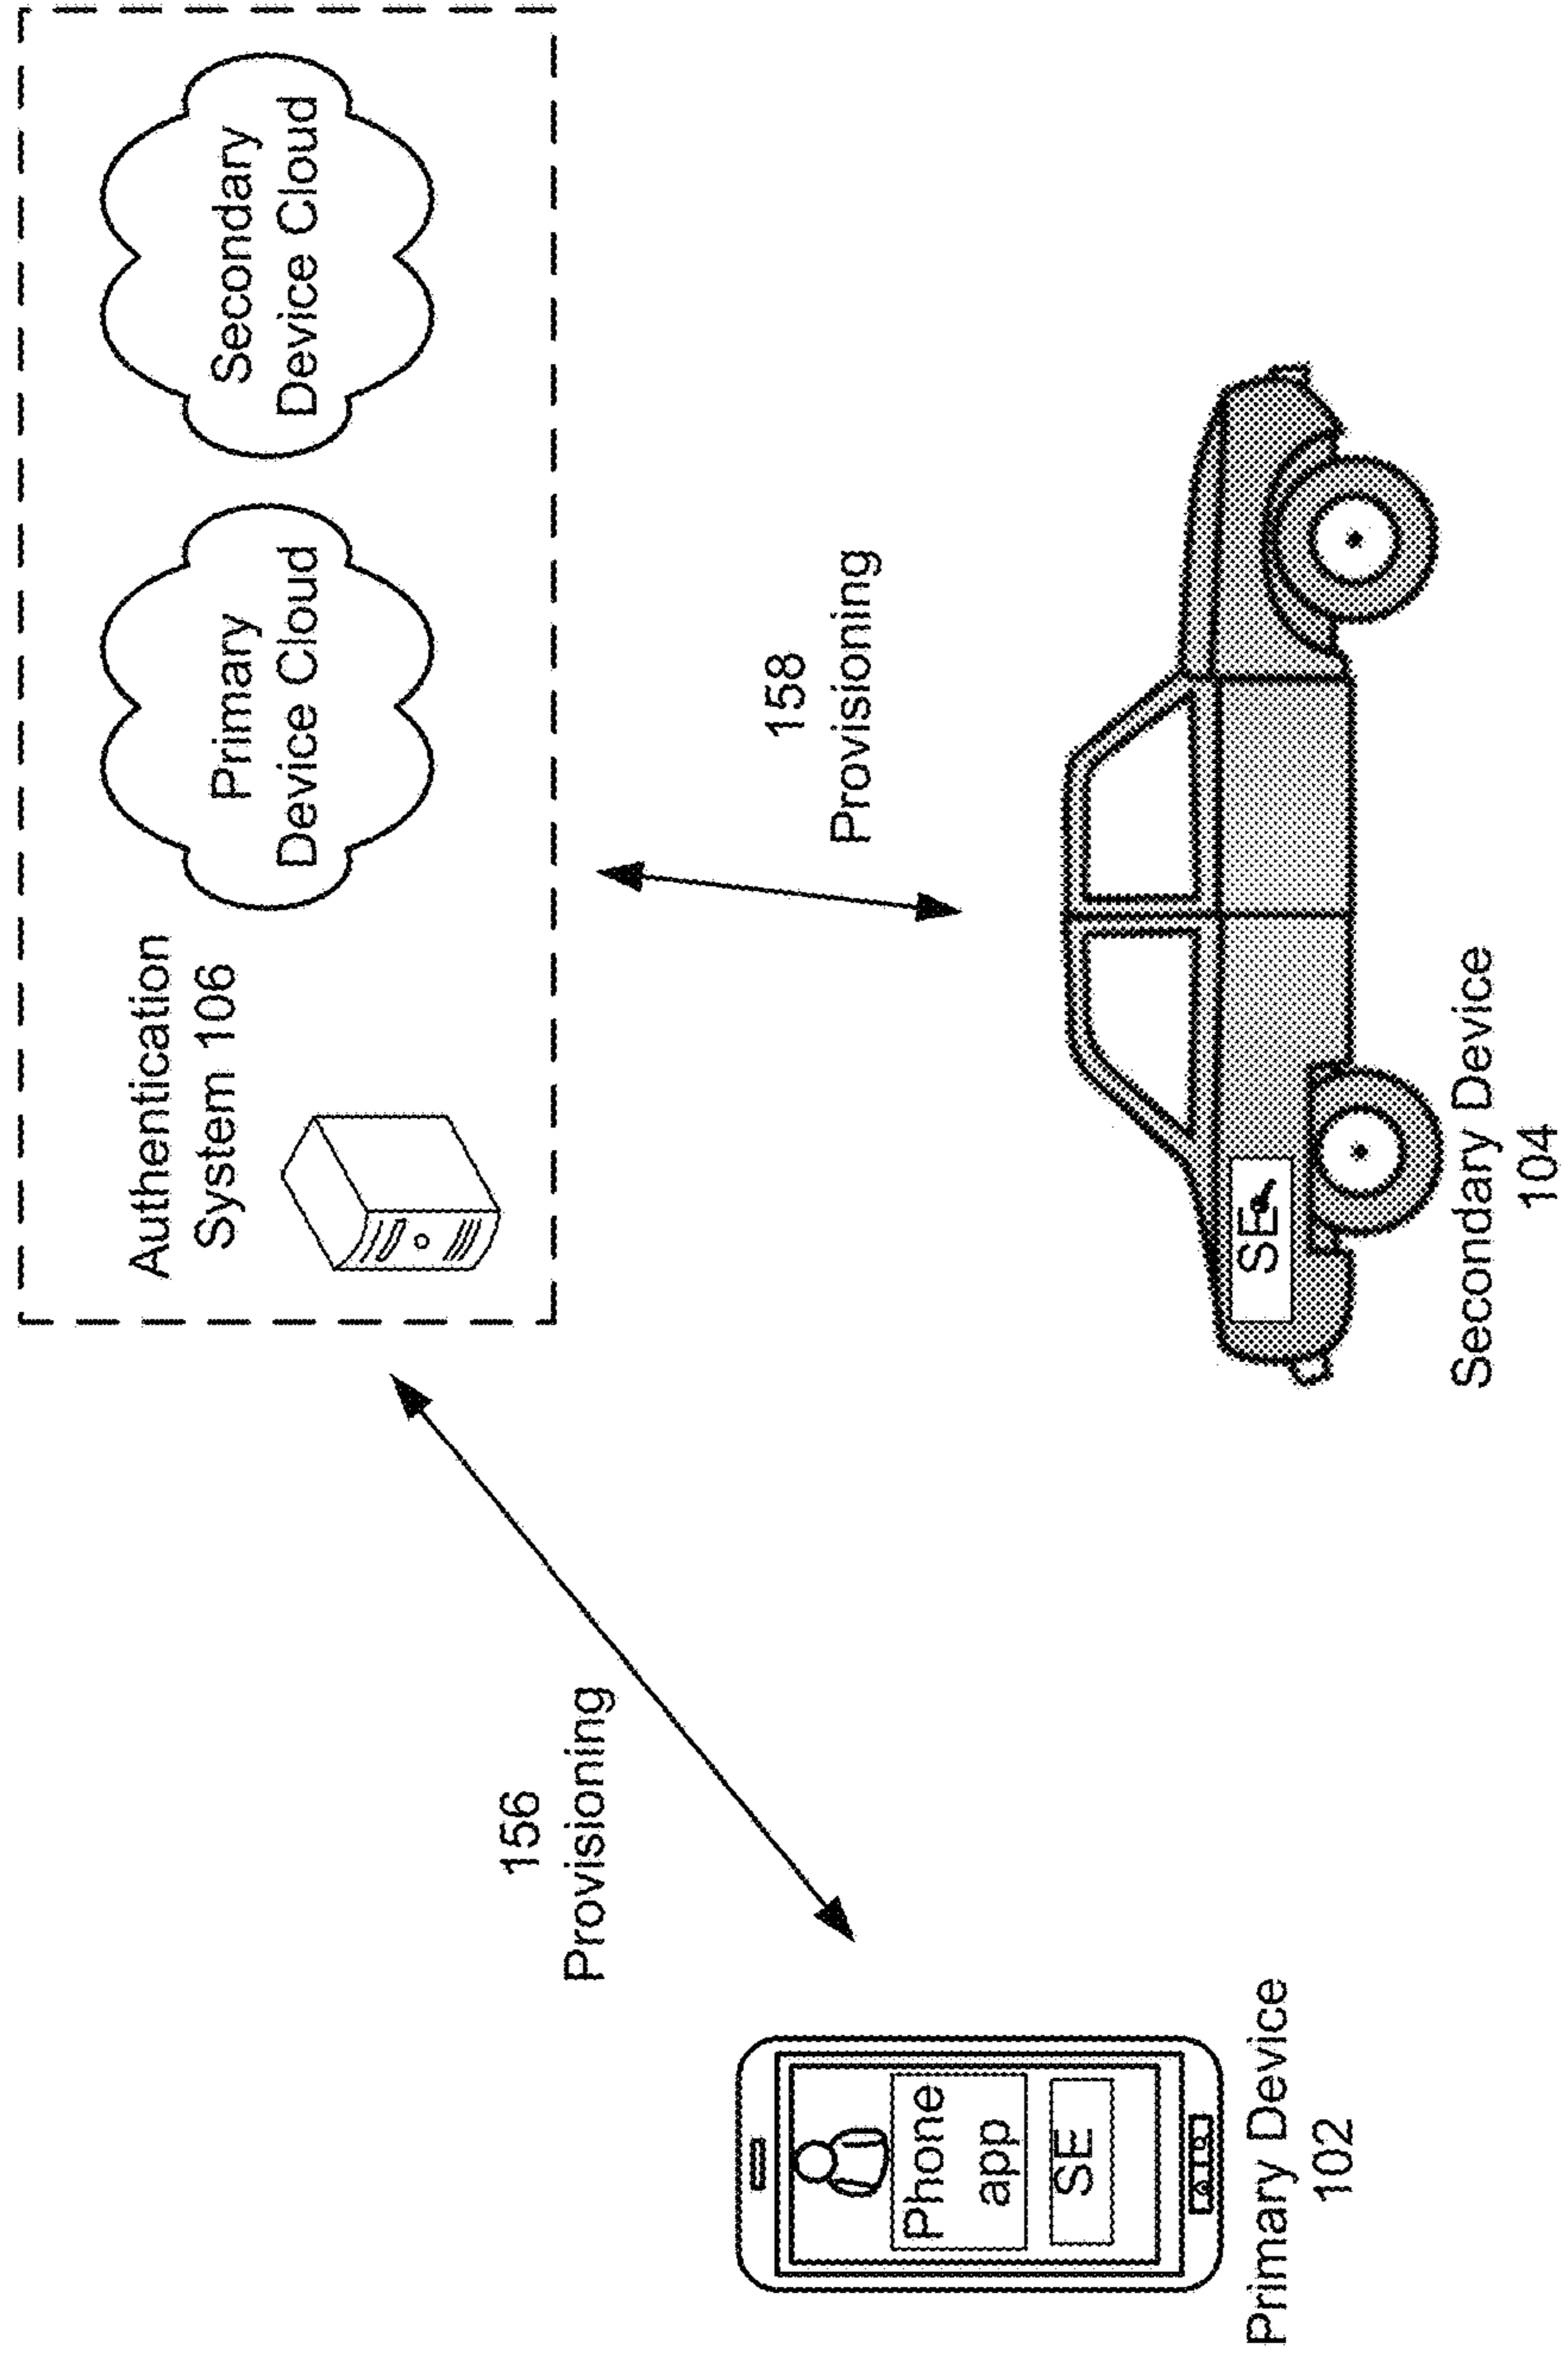 Authentication
System 106
Primary
Device Cloud
Secondary
Device Cloud
156
Provisioning
158
Provisioning
Phone
app
SE
Primary Device
102
SE
Secondary Device
104